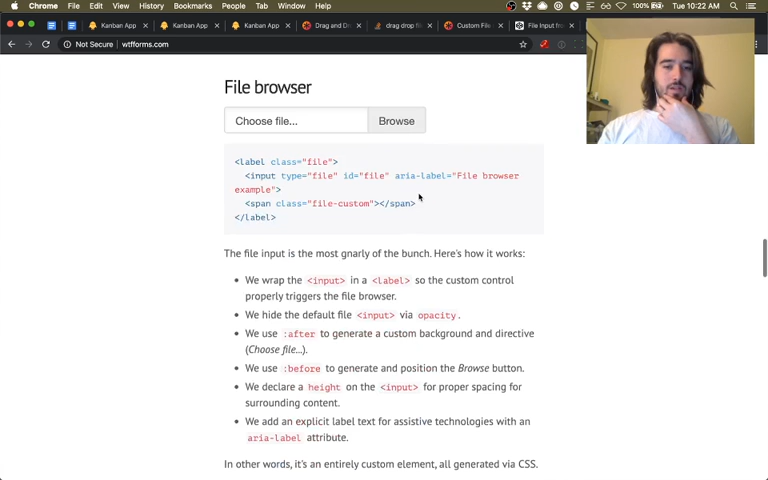 Chrome File Edit View History Bookmarks People Tab Window Help 100% Tue 10:22 AM
Kanban App Kanban App Kanban App Drag and Dr drag drop fi Custom File File Input fro
Not Secure wtfforms.com
File browser
Choose file... Browse
<label class="file">
<input type="file" id="file" aria-label="File browser
example">
<span class="file-custom"></span>
</label>
The file input is the most gnarly of the bunch. Here's how it works:
• We wrap the <input> in a <label> so the custom control
properly triggers the file browser.
• We hide the default file <input> via opacity.
• We use :after to generate a custom background and directive
(Choose file...).
• We use :before to generate and position the Browse button.
• We declare a height on the <input> for proper spacing for
surrounding content.
• We add an explicit label text for assistive technologies with an
aria-label attribute.
In other words, it's an entirely custom element, all generated via CSS.